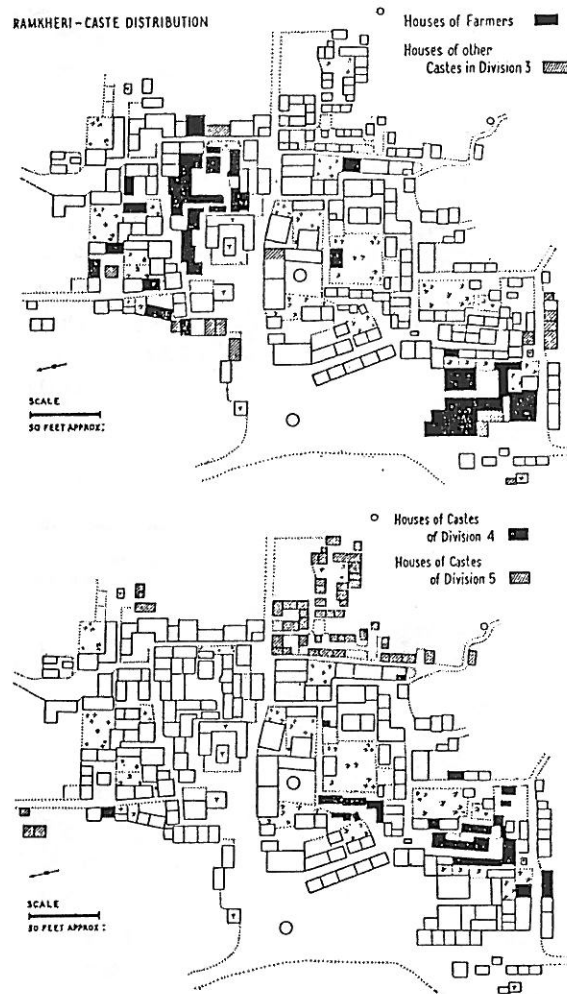 RAMKHERI - CASTE DISTRIBUTION
Houses of Farmers
Houses of other
Castes in Division 3
SCALE
50 FEET APPROX:
Houses of Castes
of Division 4
Houses of Castes
of Division 5
SCALE
50 FEET APPROX: